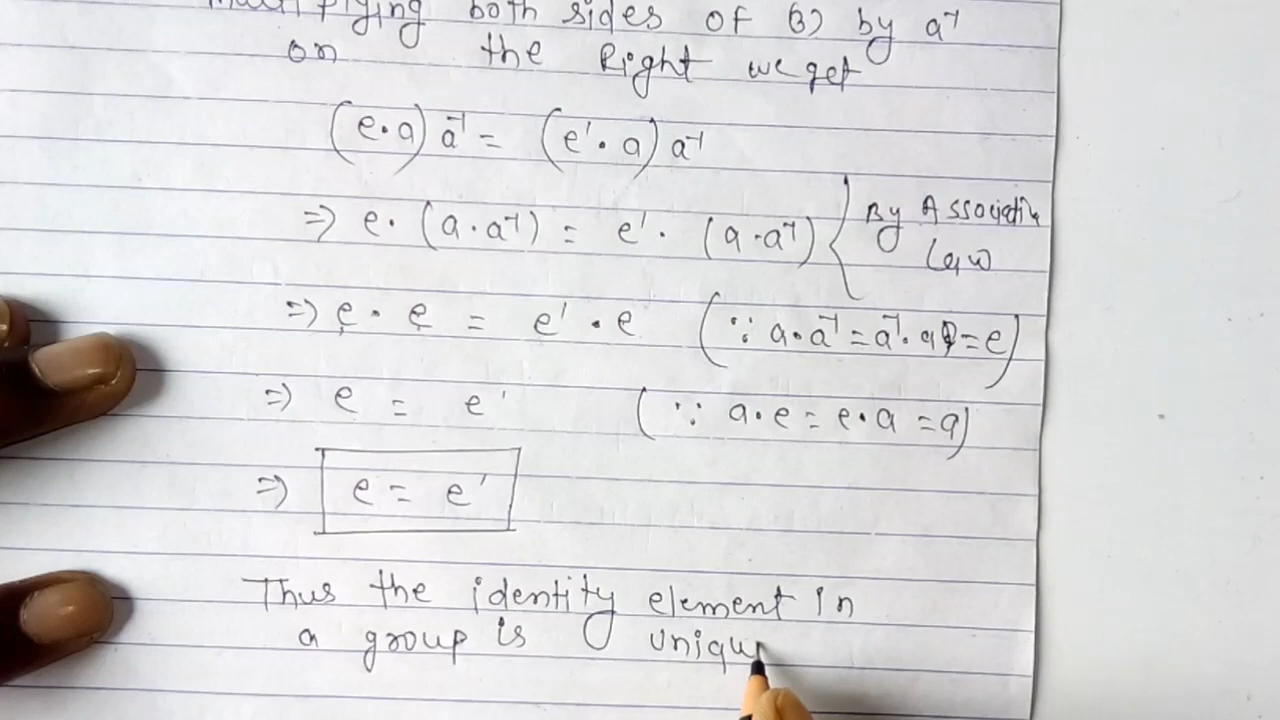 Multiplying both sides of (3) by a⁻¹
on the Right we get
(e·a) a⁻¹ = (e'·a) a⁻¹
⇒ e·(a·a⁻¹) = e'·(a·a⁻¹) { By Associative Law
⇒ e·e = e'·e (∵ a·a⁻¹ = a⁻¹·a = e)
⇒ e = e' (∵ a·e = e·a = a)
⇒ e = e'
Thus the identity element in
a group is uniqu